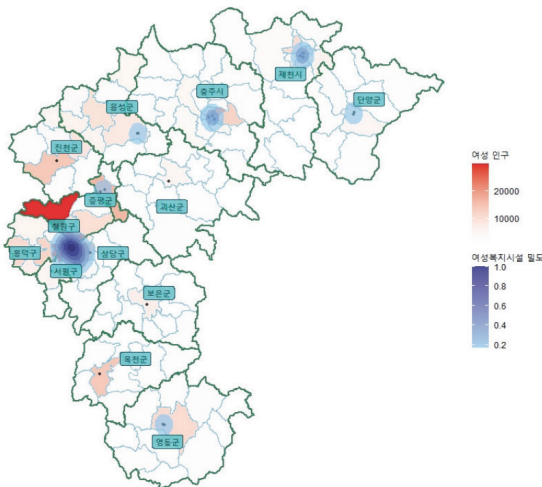 제천시
충주시
단양군
음성군
진천군
증평군
괴산군
청원구
흥덕구
상당구
서원구
보은군
옥천군
영동군
여성 인구
20000
10000
여성복지시설 밀도
1.0
0.8
0.6
0.4
0.2